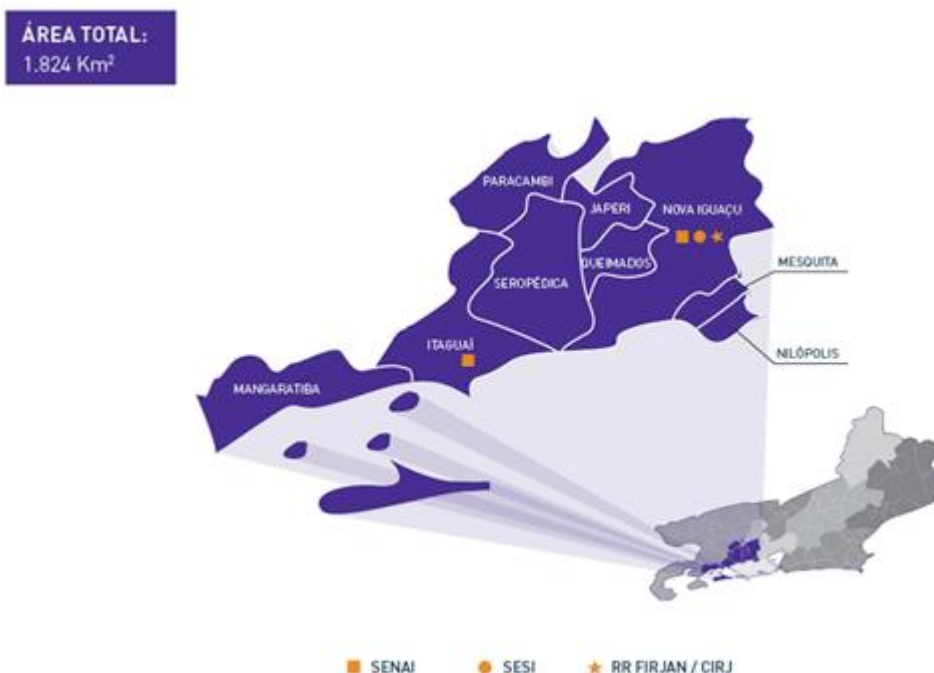 ÁREA TOTAL:
1.824 Km²
PARACAMBI
JAPERI
NOVA IGUAÇU
QUEIMADOS
MESQUITA
SEROPÉDICA
ITAGUAÍ
NILÓPOLIS
MANGARATIBA
SENAI
SESI
RR FIRJAN / CIRJ